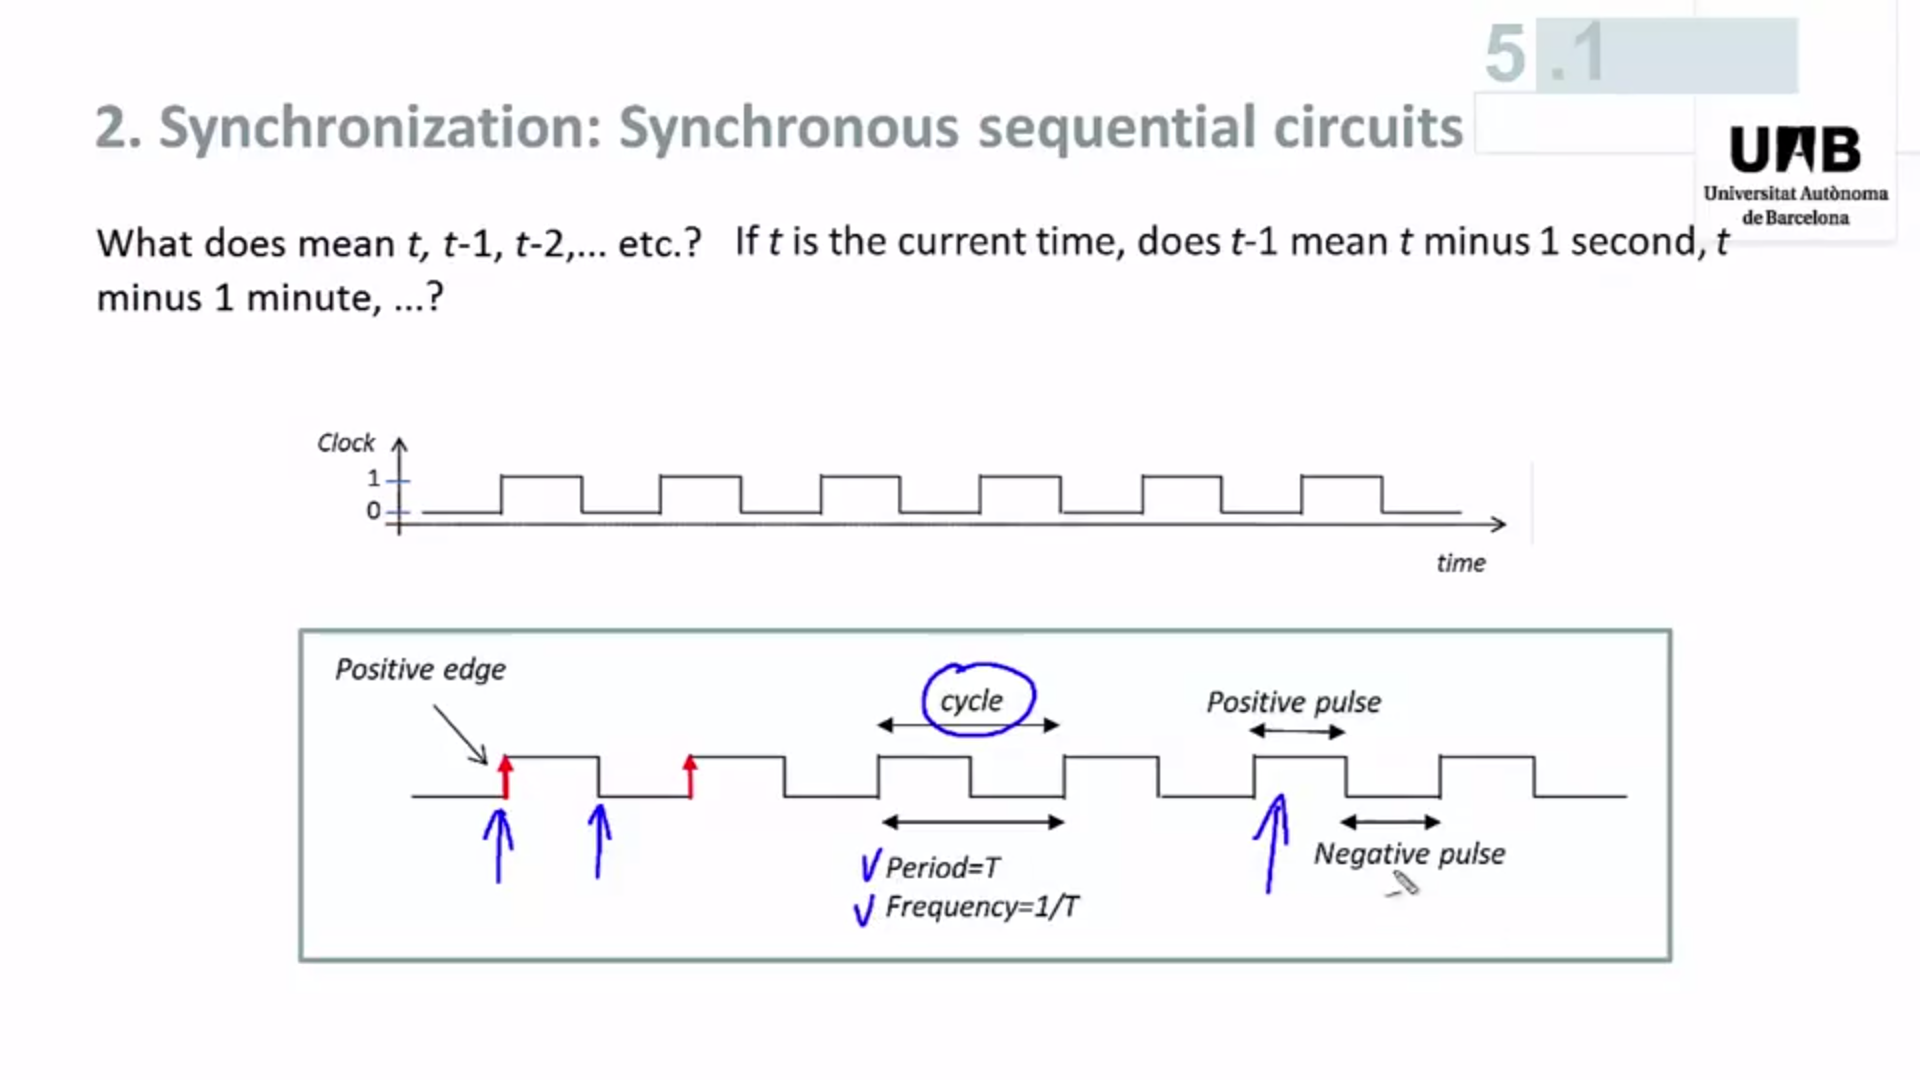 5.1
2. Synchronization: Synchronous sequential circuits
UAB
Universitat Autònoma
de Barcelona
What does mean t, t-1, t-2,... etc.? If t is the current time, does t-1 mean t minus 1 second, t
minus 1 minute, ...?
Clock
1
0
time
Positive edge
cycle
Positive pulse
Period=T
Negative pulse
Frequency=1/T